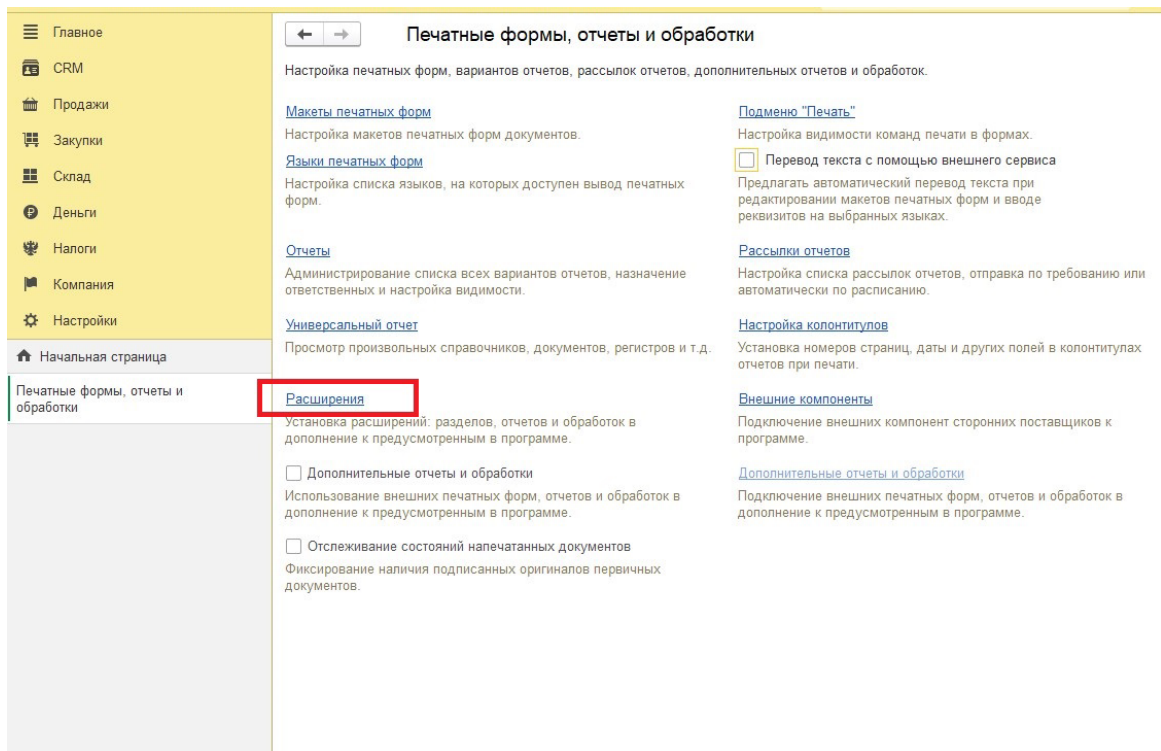 Главное
CRM
Продажи
Закупки
Склад
Деньги
Налоги
Компания
Настройки
Начальная страница
Печатные формы, отчеты и
обработки
Печатные формы, отчеты и обработки
Настройка печатных форм, вариантов отчетов, рассылок отчетов, дополнительных отчетов и обработок.
Макеты печатных форм
Настройка макетов печатных форм документов.
Языки печатных форм
Настройка списка языков, на которых доступен вывод печатных
форм.
Отчеты
Администрирование списка всех вариантов отчетов, назначение
ответственных и настройка видимости.
Универсальный отчет
Просмотр произвольных справочников, документов, регистров и т.д.
Расширения
Установка расширений: разделов, отчетов и обработок в
дополнение к предусмотренным в программе.
Дополнительные отчеты и обработки
Использование внешних печатных форм, отчетов и обработок в
дополнение к предусмотренным в программе.
Отслеживание состояний напечатанных документов
Фиксирование наличия подписанных оригиналов первичных
документов.
Подменю "Печать"
Настройка видимости команд печати в формах.
Перевод текста с помощью внешнего сервиса
Предлагать автоматический перевод текста при
редактировании макетов печатных форм и вводе
реквизитов на выбранных языках.
Рассылки отчетов
Настройка списка рассылок отчетов, отправка по требованию или
автоматически по расписанию.
Настройка колонтитулов
Установка номеров страниц, даты и других полей в колонтитулах
отчетов при печати.
Внешние компоненты
Подключение внешних компонент сторонних поставщиков к
программе.
Дополнительные отчеты и обработки
Подключение внешних печатных форм, отчетов и обработок в
дополнение к предусмотренным в программе.